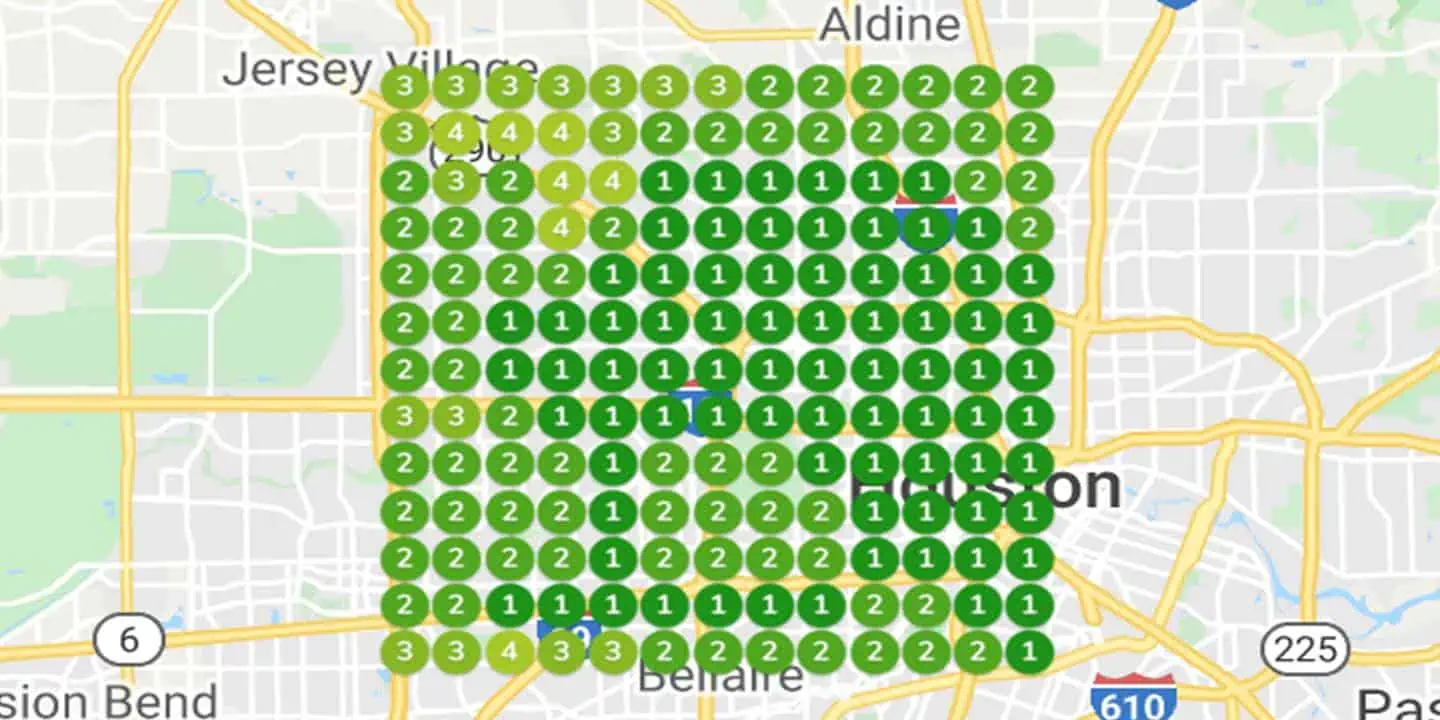 Aldine
Jersey Village
3 3 3 3 3 3 3 2 2 2 2 2 2
3 4 4 4 3 2 2 2 2 2 2 2 2
(290)
2 3 2 4 4 1 1 1 1 1 1 2 2
2 2 2 4 2 1 1 1 1 1 1 1 2
2 2 2 2 1 1 1 1 1 1 1 1 1
2 2 1 1 1 1 1 1 1 1 1 1 1
2 2 1 1 1 1 1 1 1 1 1 1 1
3 3 2 1 1 1 1 1 1 1 1 1 1
2 2 2 2 1 2 2 2 1 1 1 1 1
Houston
2 2 2 2 1 2 2 2 2 1 1 1 1
2 2 2 2 1 2 2 2 2 1 1 1 1
2 2 1 1 1 1 1 1 1 2 2 1 1
6
225
3 3 4 3 3 2 2 2 2 2 2 2 1
Bellaire
sion Bend
610
Pas